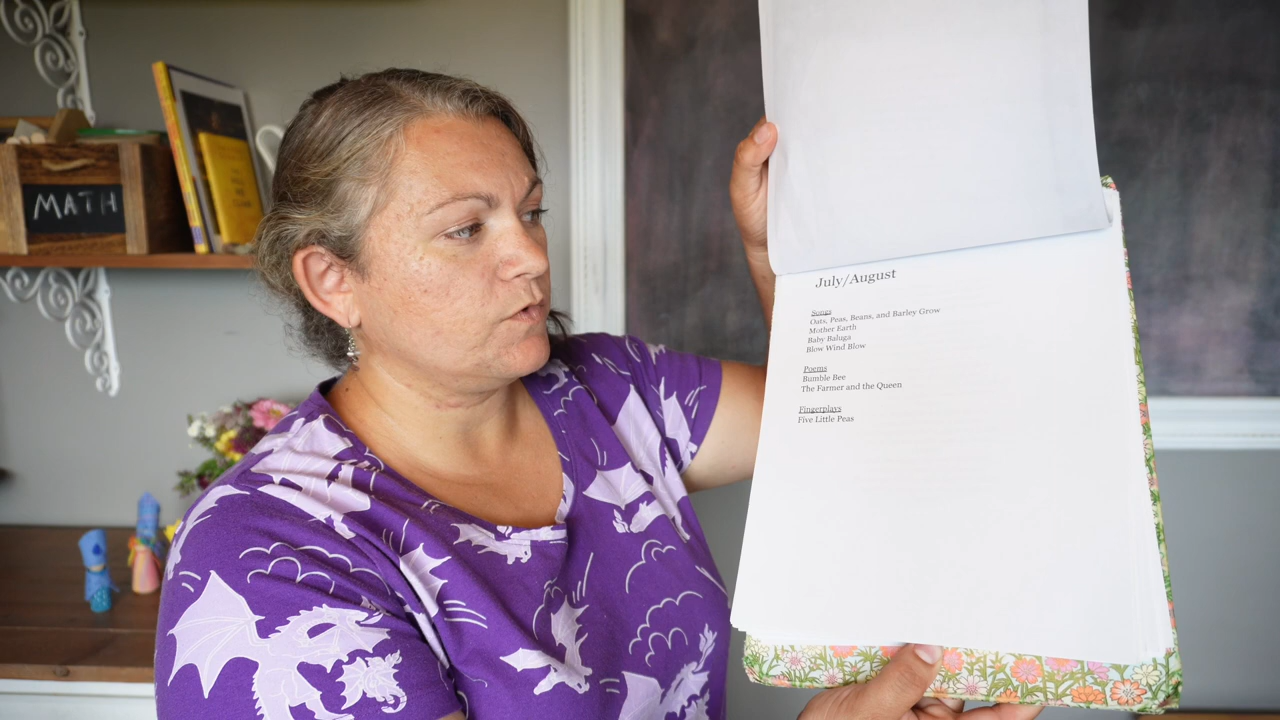 MATH
July/August
Songs
Oats, Peas, Beans, and Barley Grow
Mother Earth
Baby Baluga
Blow Wind Blow
Poems
Bumble Bee
The Farmer and the Queen
Fingerplays
Five Little Peas